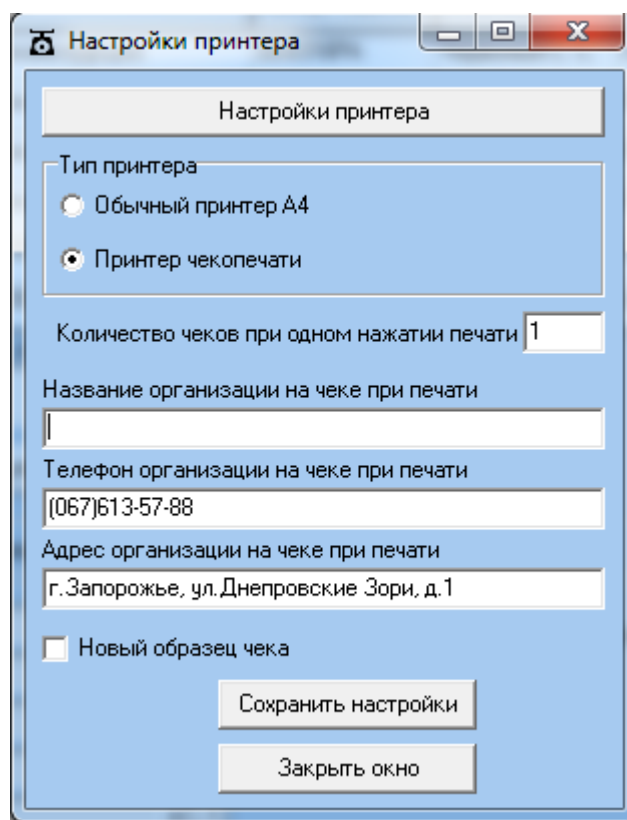 Настройки принтера
Настройки принтера
Тип принтера
Обычный принтер А4
Принтер чекопечати
Количество чеков при одном нажатии печати 1
Название организации на чеке при печати
Телефон организации на чеке при печати
(067)613-57-88
Адрес организации на чеке при печати
г.Запорожье, ул.Днепровские Зори, д.1
Новый образец чека
Сохранить настройки
Закрыть окно